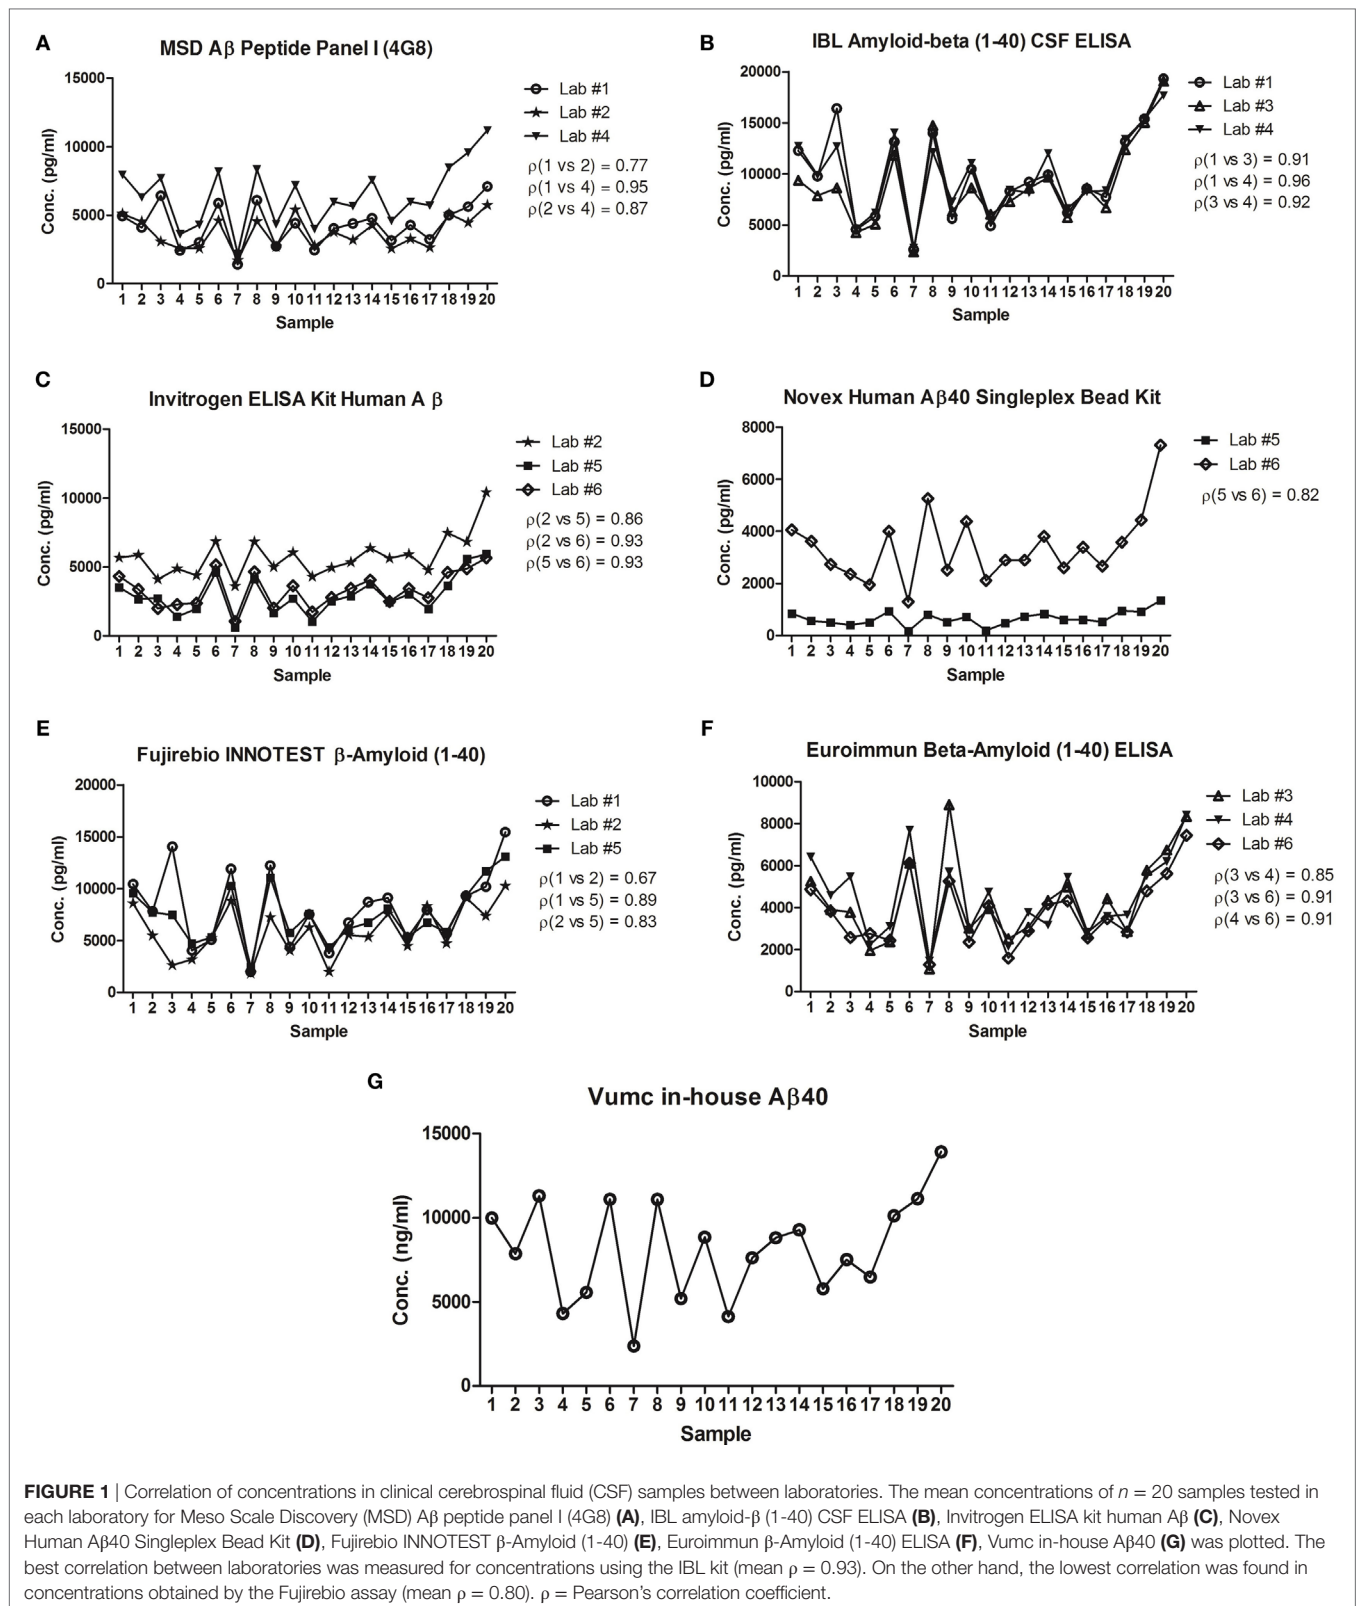 A
MSD Aβ Peptide Panel I (4G8)
Conc. (pg/ml)
15000
10000
5000
0
1 2 3 4 5 6 7 8 9 10 11 12 13 14 15 16 17 18 19 20
Sample
Lab #1
Lab #2
Lab #4
ρ(1 vs 2) = 0.77
ρ(1 vs 4) = 0.95
ρ(2 vs 4) = 0.87
B
IBL Amyloid-beta (1-40) CSF ELISA
Conc. (pg/ml)
20000
15000
10000
5000
0
1 2 3 4 5 6 7 8 9 10 11 12 13 14 15 16 17 18 19 20
Sample
Lab #1
Lab #3
Lab #4
ρ(1 vs 3) = 0.91
ρ(1 vs 4) = 0.96
ρ(3 vs 4) = 0.92
C
Invitrogen ELISA Kit Human A β
Conc. (pg/ml)
15000
10000
5000
0
1 2 3 4 5 6 7 8 9 10 11 12 13 14 15 16 17 18 19 20
Sample
Lab #2
Lab #5
Lab #6
ρ(2 vs 5) = 0.86
ρ(2 vs 6) = 0.93
ρ(5 vs 6) = 0.93
D
Novex Human Aβ40 Singleplex Bead Kit
Conc. (pg/ml)
8000
6000
4000
2000
0
1 2 3 4 5 6 7 8 9 10 11 12 13 14 15 16 17 18 19 20
Sample
Lab #5
Lab #6
ρ(5 vs 6) = 0.82
E
Fujirebio INNOTEST β-Amyloid (1-40)
Conc. (pg/ml)
20000
15000
10000
5000
0
1 2 3 4 5 6 7 8 9 10 11 12 13 14 15 16 17 18 19 20
Sample
Lab #1
Lab #2
Lab #5
ρ(1 vs 2) = 0.67
ρ(1 vs 5) = 0.89
ρ(2 vs 5) = 0.83
F
Euroimmun Beta-Amyloid (1-40) ELISA
Conc. (pg/ml)
10000
8000
6000
4000
2000
0
1 2 3 4 5 6 7 8 9 10 11 12 13 14 15 16 17 18 19 20
Sample
Lab #3
Lab #4
Lab #6
ρ(3 vs 4) = 0.85
ρ(3 vs 6) = 0.91
ρ(4 vs 6) = 0.91
G
Vumc in-house Aβ40
Conc. (ng/ml)
15000
10000
5000
0
1 2 3 4 5 6 7 8 9 10 11 12 13 14 15 16 17 18 19 20
Sample
FIGURE 1 | Correlation of concentrations in clinical cerebrospinal fluid (CSF) samples between laboratories. The mean concentrations of n = 20 samples tested in
each laboratory for Meso Scale Discovery (MSD) Aβ peptide panel I (4G8) (A), IBL amyloid-β (1-40) CSF ELISA (B), Invitrogen ELISA kit human Aβ (C), Novex
Human Aβ40 Singleplex Bead Kit (D), Fujirebio INNOTEST β-Amyloid (1-40) (E), Euroimmun β-Amyloid (1-40) ELISA (F), Vumc in-house Aβ40 (G) was plotted. The
best correlation between laboratories was measured for concentrations using the IBL kit (mean ρ = 0.93). On the other hand, the lowest correlation was found in
concentrations obtained by the Fujirebio assay (mean ρ = 0.80). ρ = Pearson's correlation coefficient.